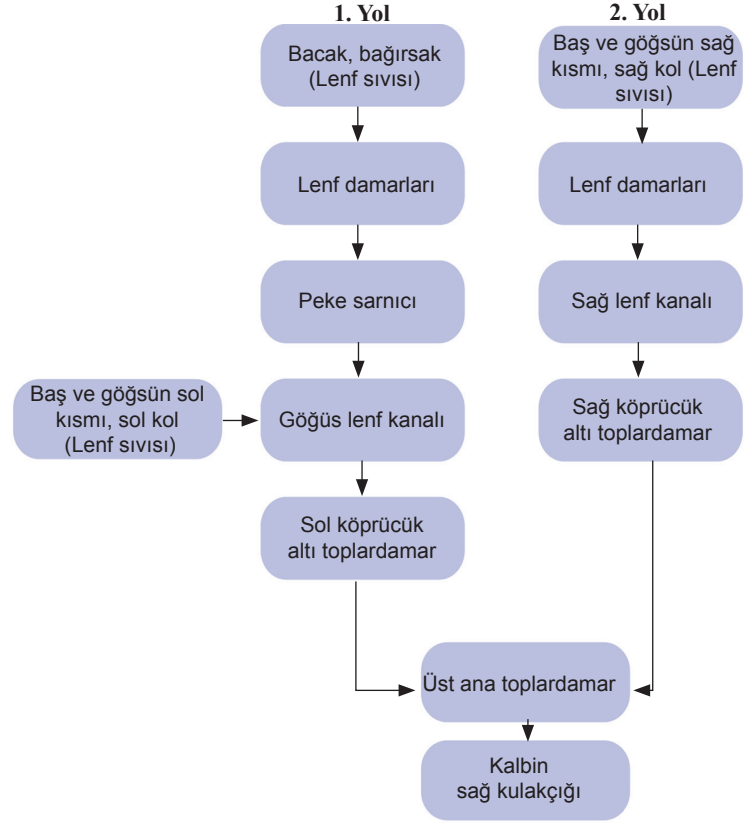 1. Yol
Bacak, bağırsak
(Lenf sıvısı)
Lenf damarları
Peke sarnıcı
Baş ve göğsün sol
kısmı, sol kol
(Lenf sıvısı)
Göğüs lenf kanalı
Sol köprücük
altı toplardamar
2. Yol
Baş ve göğsün sağ
kısmı, sağ kol (Lenf
sıvısı)
Lenf damarları
Sağ lenf kanalı
Sağ köprücük
altı toplardamar
Üst ana toplardamar
Kalbin
sağ kulakçığı